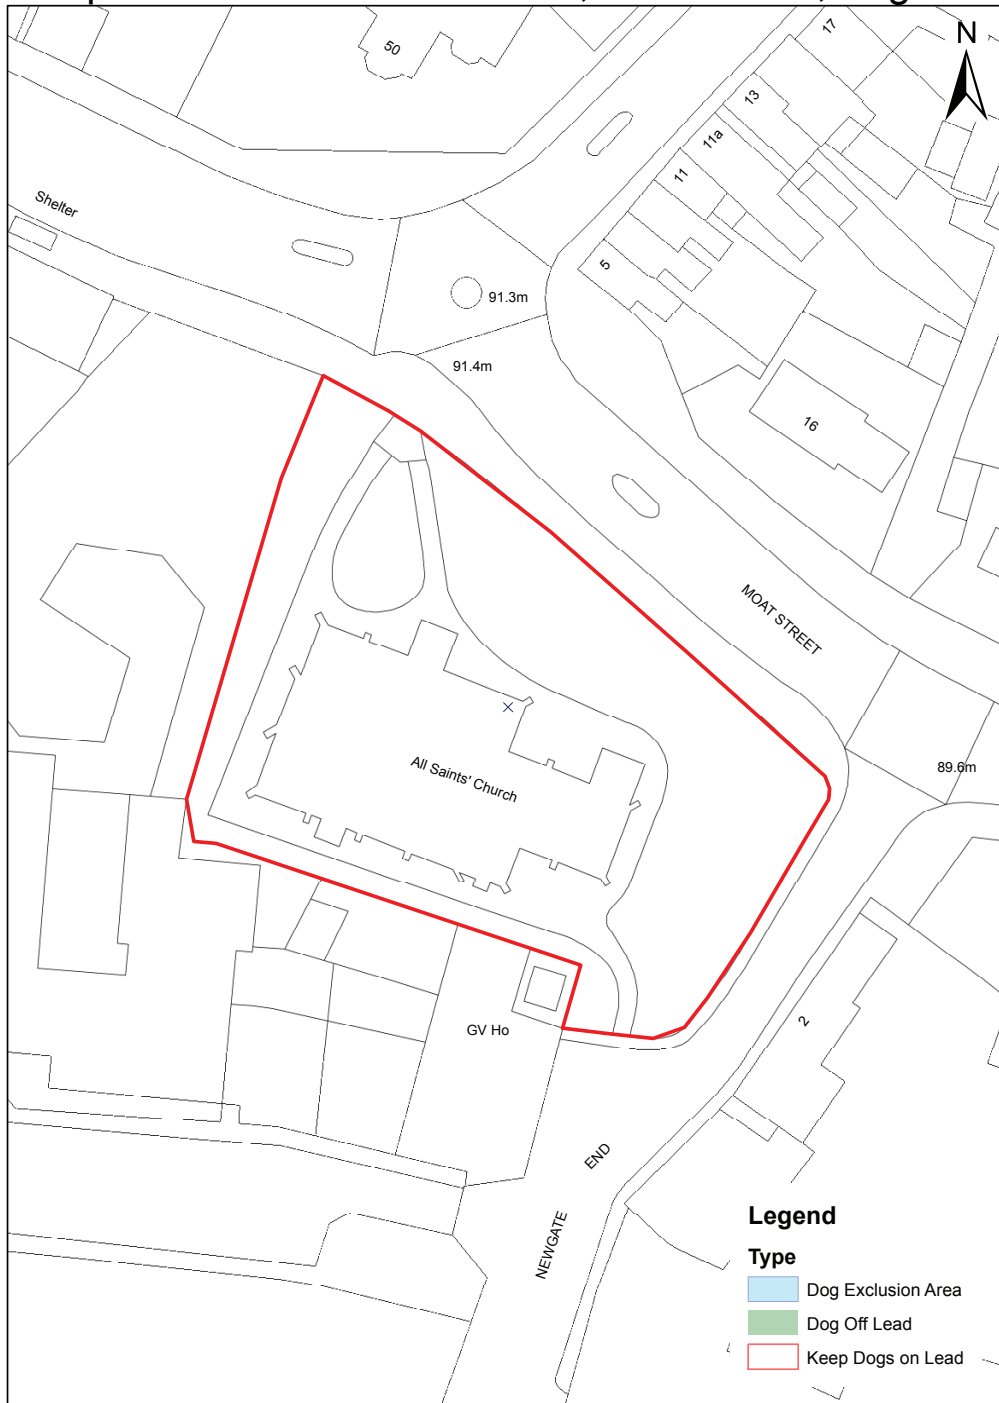 50
17
N
13
11a
11
Shelter
5
91.3m
91.4m
16
MOAT STREET
89.6m
All Saints' Church
GV Ho
2
NEWGATE END
Legend
Type
Dog Exclusion Area
Dog Off Lead
Keep Dogs on Lead